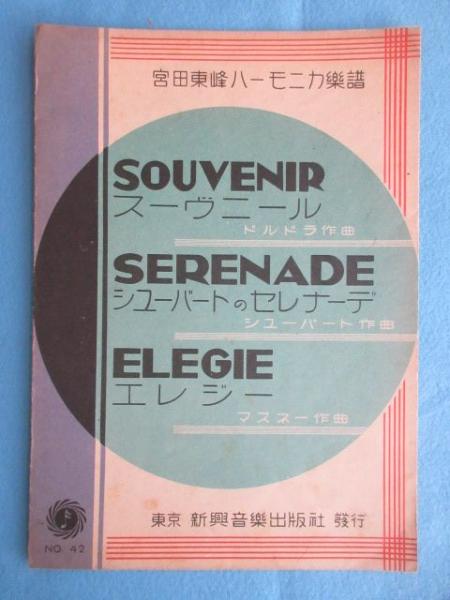 宮田東峰ハーモニカ樂譜
SOUVENIR
スーヴニール
ドルドラ作曲
SERENADE
シューバートのセレナーデ
シューバート作曲
ELEGIE
エレジー
マスネー作曲
東京 新興音樂出版社 發行
NO. 42